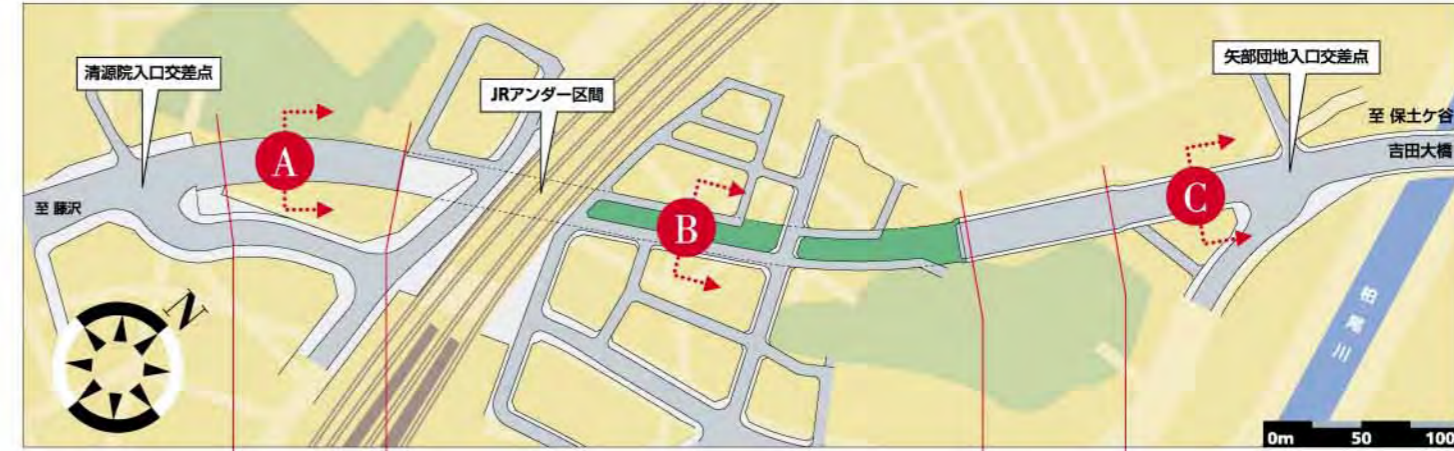 清源院入口交差点
JRアンダー区間
矢部団地入口交差点
至 保土ケ谷
吉田大橋
A
B
C
至 藤沢
柏尾川
N
0m 50 100